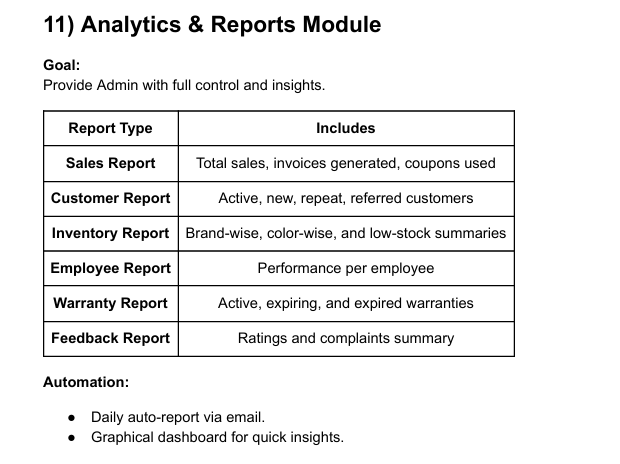 11) Analytics & Reports Module
Goal:
Provide Admin with full control and insights.
Report Type Includes
Sales Report Total sales, invoices generated, coupons used
Customer Report Active, new, repeat, referred customers
Inventory Report Brand-wise, color-wise, and low-stock summaries
Employee Report Performance per employee
Warranty Report Active, expiring, and expired warranties
Feedback Report Ratings and complaints summary
Automation:
● Daily auto-report via email.
● Graphical dashboard for quick insights.